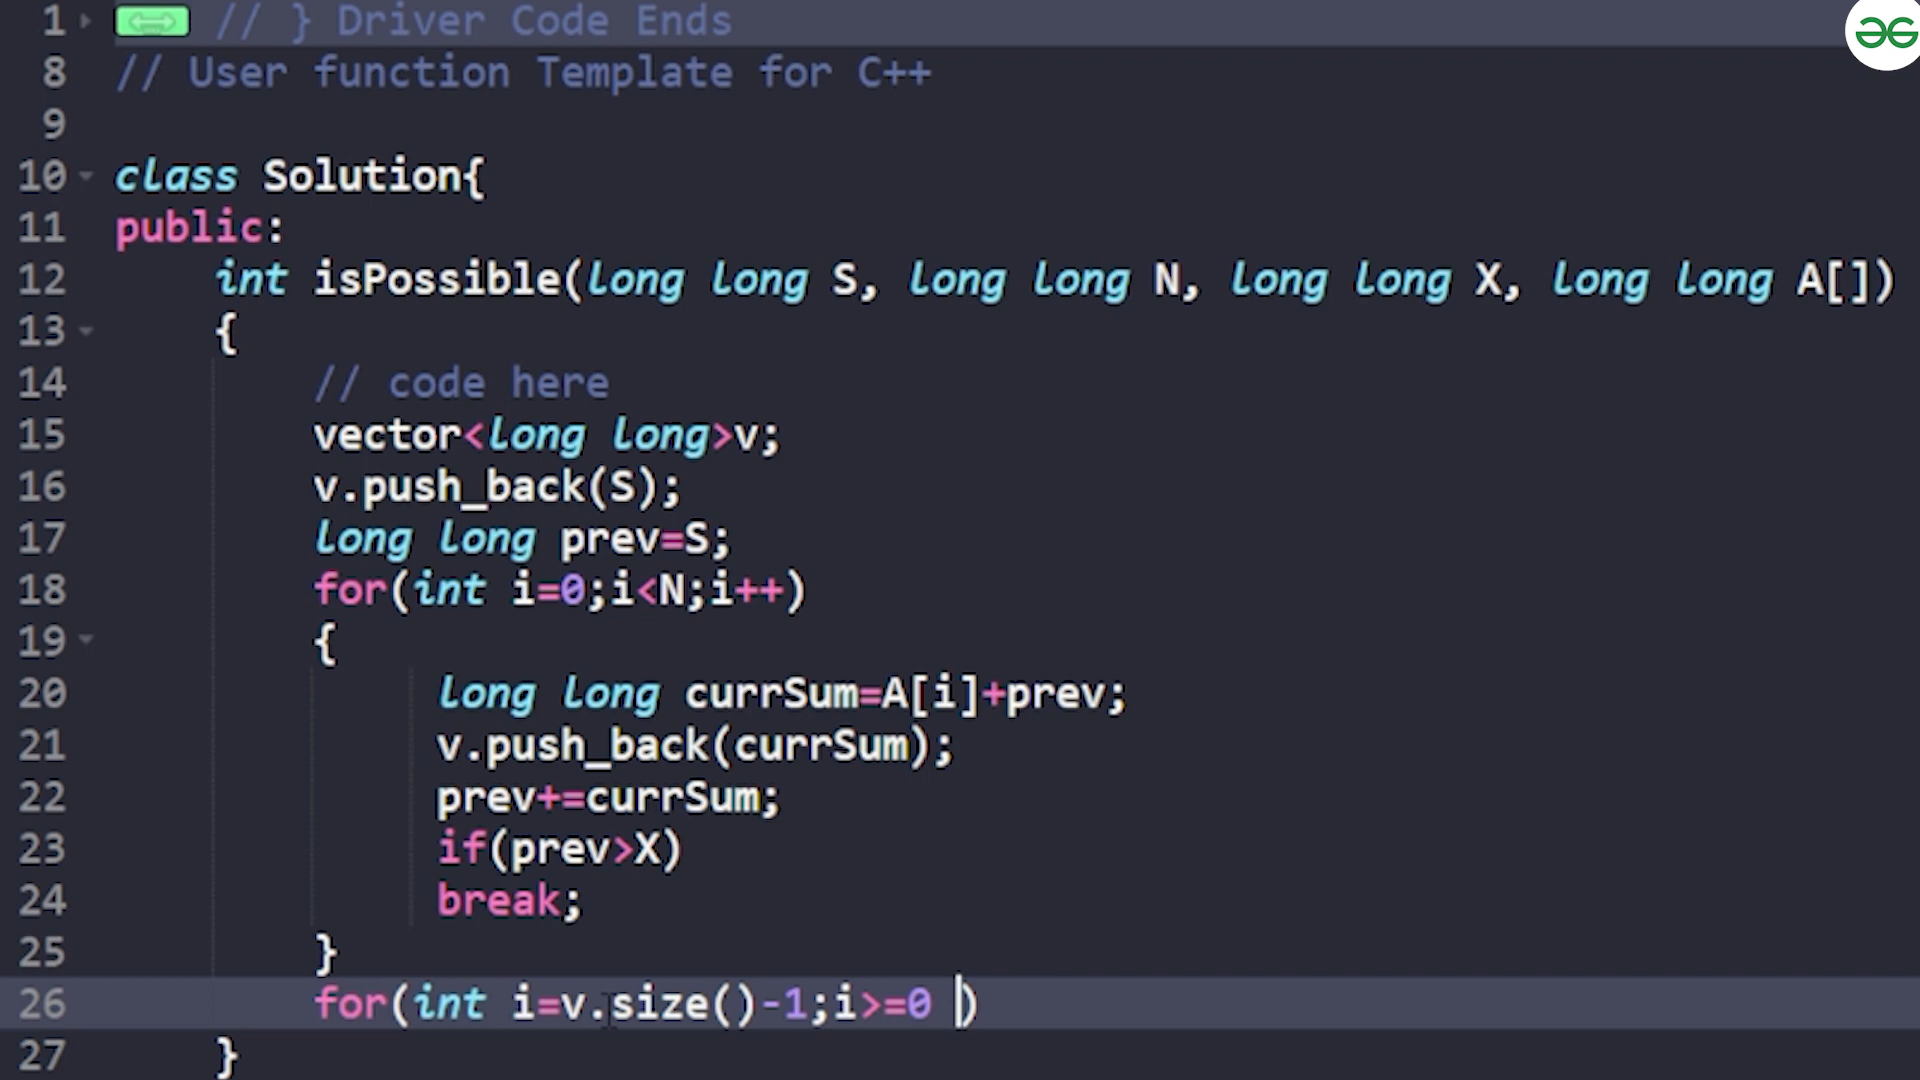 1 // } Driver Code Ends
8 // User function Template for C++
9
10 class Solution{
11 public:
12 int isPossible(long long S, long long N, long long X, long long A[])
13 {
14 // code here
15 vector<long long>v;
16 v.push_back(S);
17 long long prev=S;
18 for(int i=0;i<N;i++)
19 {
20 long long currSum=A[i]+prev;
21 v.push_back(currSum);
22 prev+=currSum;
23 if(prev>X)
24 break;
25 }
26 for(int i=v.size()-1;i>=0 )
27 }